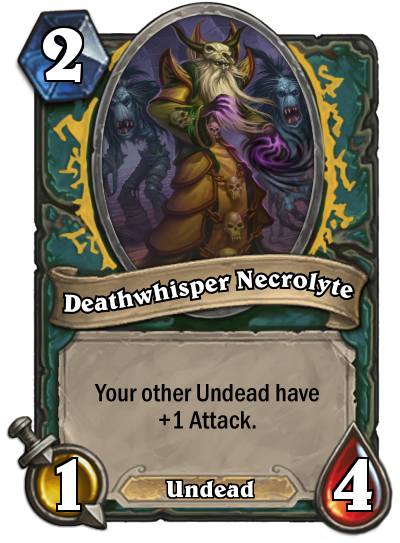 2
Deathwhisper Necrolyte
Your other Undead have
+1 Attack.
1
Undead
4